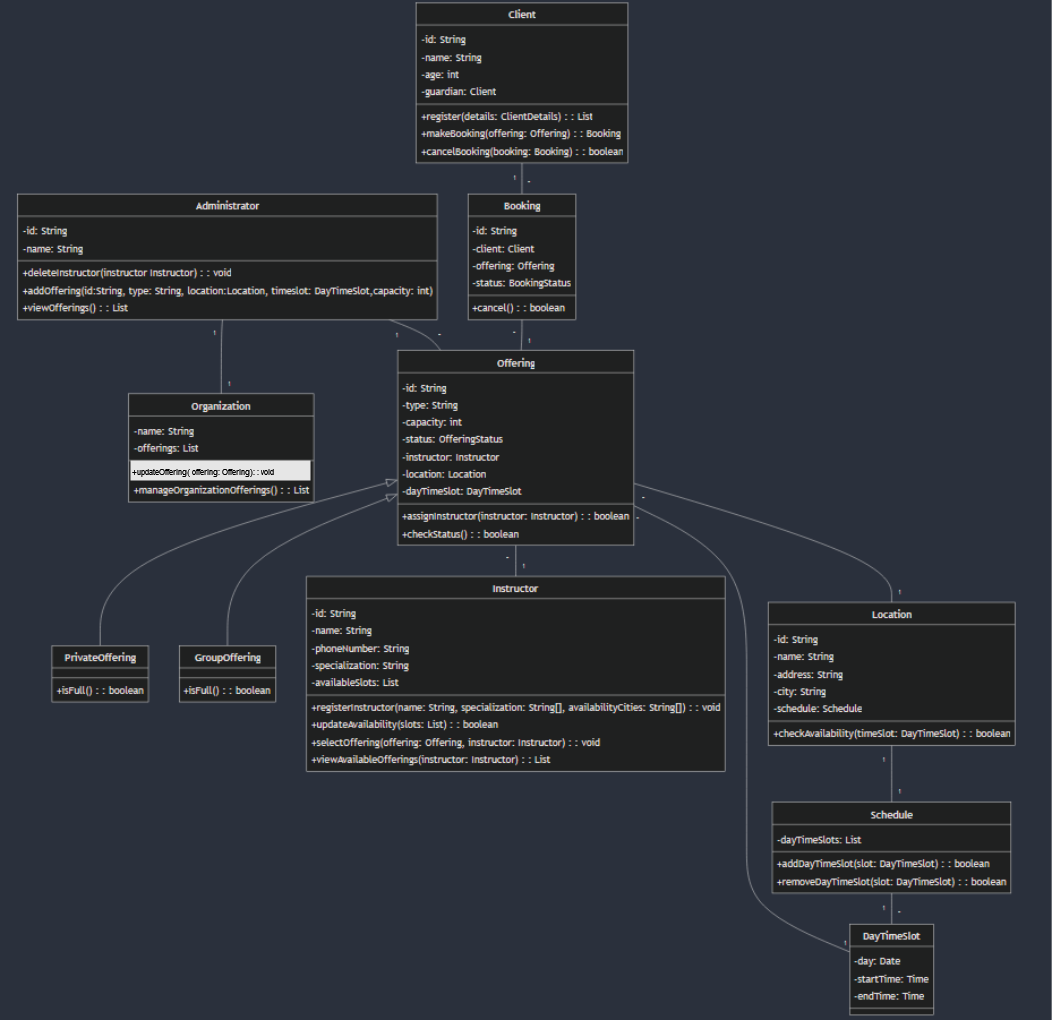 Client
-id: String
-name: String
-age: int
-guardian: Client
+register(details: ClientDetails) : : List
+makeBooking(offering: Offering) : : Booking
+cancelBooking(booking: Booking) : : boolean
1
*
Administrator
-id: String
-name: String
+deleteInstructor(instructor Instructor) : : void
+addOffering(id:String, type: String, location:Location, timeslot: DayTimeSlot,capacity: int)
+viewOfferings() : : List
Booking
-id: String
-client: Client
-offering: Offering
-status: BookingStatus
+cancel() : : boolean
1
1
*
*
1
1
Organization
-name: String
-offerings: List
+updateOffering( offering: Offering): : void
+manageOrganizationOfferings() : : List
Offering
-id: String
-type: String
-capacity: int
-status: OfferingStatus
-instructor: Instructor
-location: Location
-dayTimeSlot: DayTimeSlot
+assignInstructor(instructor: Instructor) : : boolean
+checkStatus() : : boolean
*
*
*
1
1
PrivateOffering
+isFull() : : boolean
GroupOffering
+isFull() : : boolean
Instructor
-id: String
-name: String
-phoneNumber: String
-specialization: String
-availableSlots: List
+registerInstructor(name: String, specialization: String[], availabilityCities: String[]) : : void
+updateAvailability(slots: List) : : boolean
+selectOffering(offering: Offering, instructor: Instructor) : : void
+viewAvailableOfferings(instructor: Instructor) : : List
Location
-id: String
-name: String
-address: String
-city: String
-schedule: Schedule
+checkAvailability(timeSlot: DayTimeSlot) : : boolean
1
1
Schedule
-dayTimeSlots: List
+addDayTimeSlot(slot: DayTimeSlot) : : boolean
+removeDayTimeSlot(slot: DayTimeSlot) : : boolean
1
*
1
DayTimeSlot
-day: Date
-startTime: Time
-endTime: Time